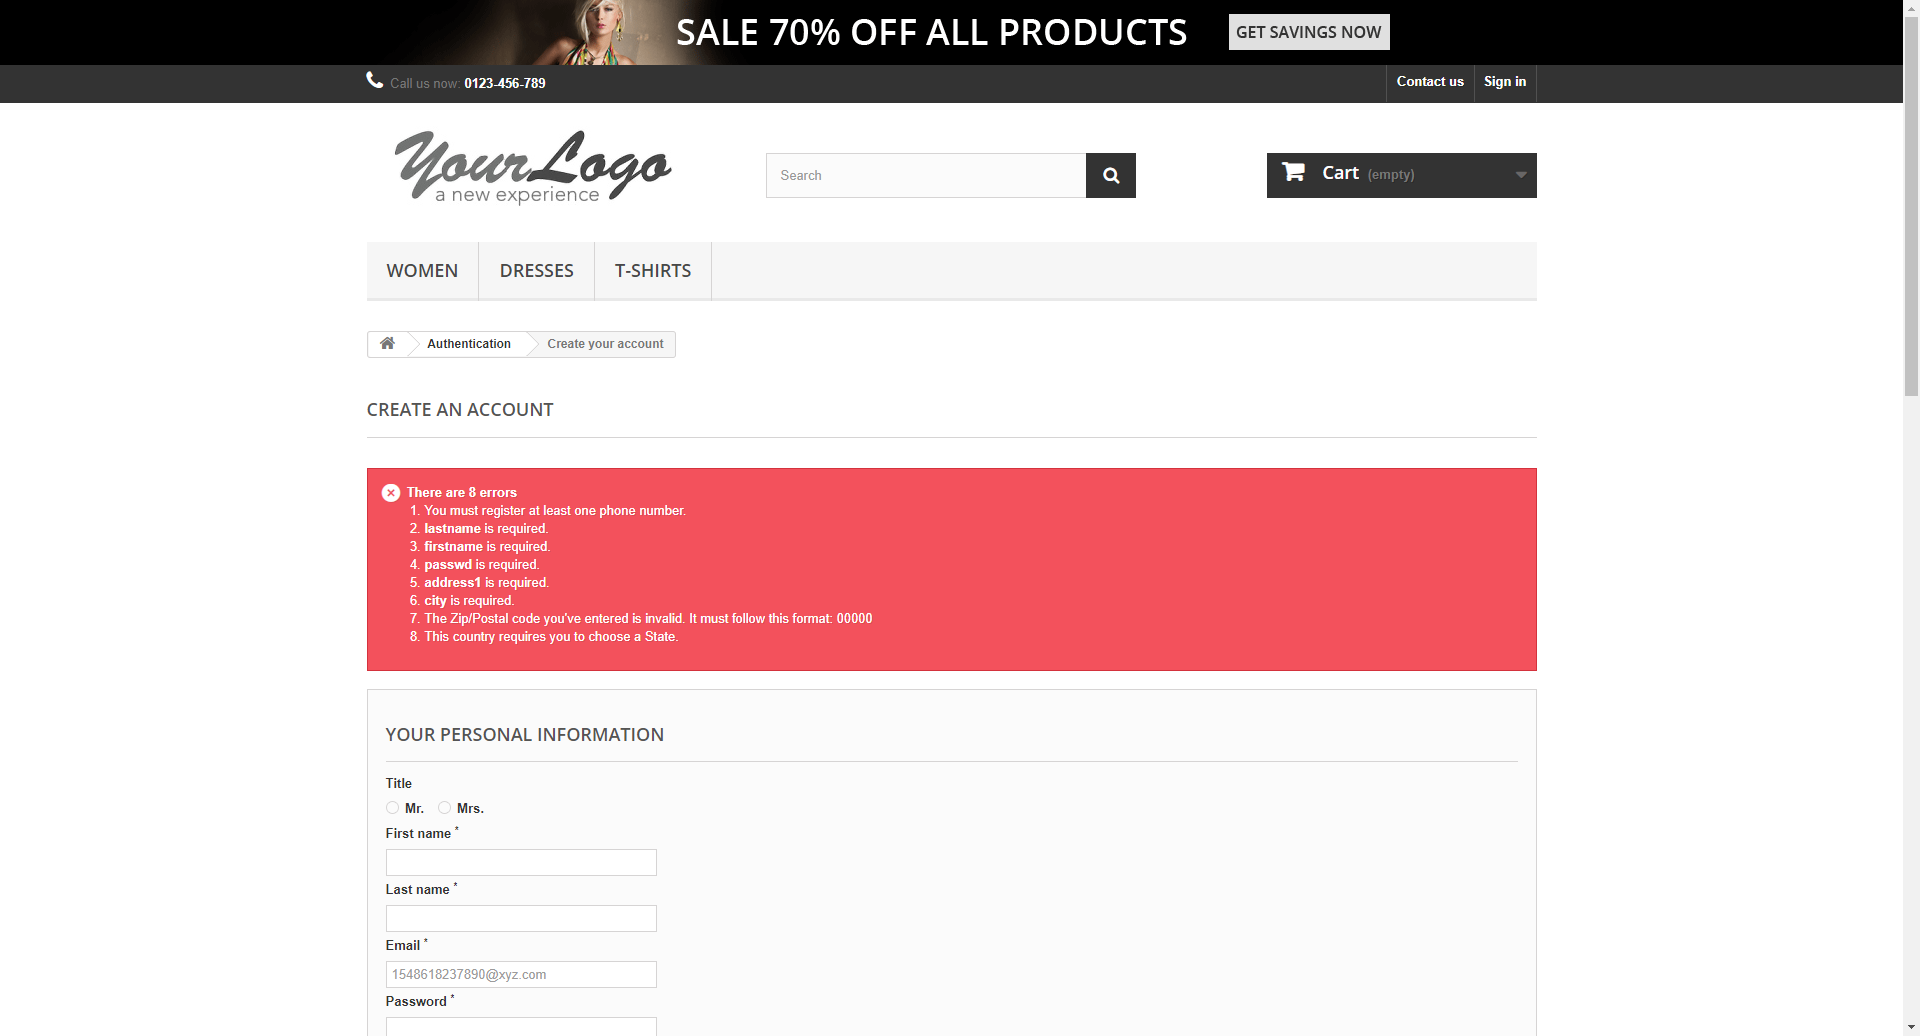 SALE 70% OFF ALL PRODUCTS GET SAVINGS NOW
Call us now: 0123-456-789 Contact us Sign in
Your Logo
a new experience
Search
Cart (empty)
WOMEN DRESSES T-SHIRTS
Authentication Create your account
CREATE AN ACCOUNT
There are 8 errors
1. You must register at least one phone number.
2. lastname is required.
3. firstname is required.
4. passwd is required.
5. address1 is required.
6. city is required.
7. The Zip/Postal code you've entered is invalid. It must follow this format: 00000
8. This country requires you to choose a State.
YOUR PERSONAL INFORMATION
Title
Mr. Mrs.
First name *
Last name *
Email *
1548618237890@xyz.com
Password *